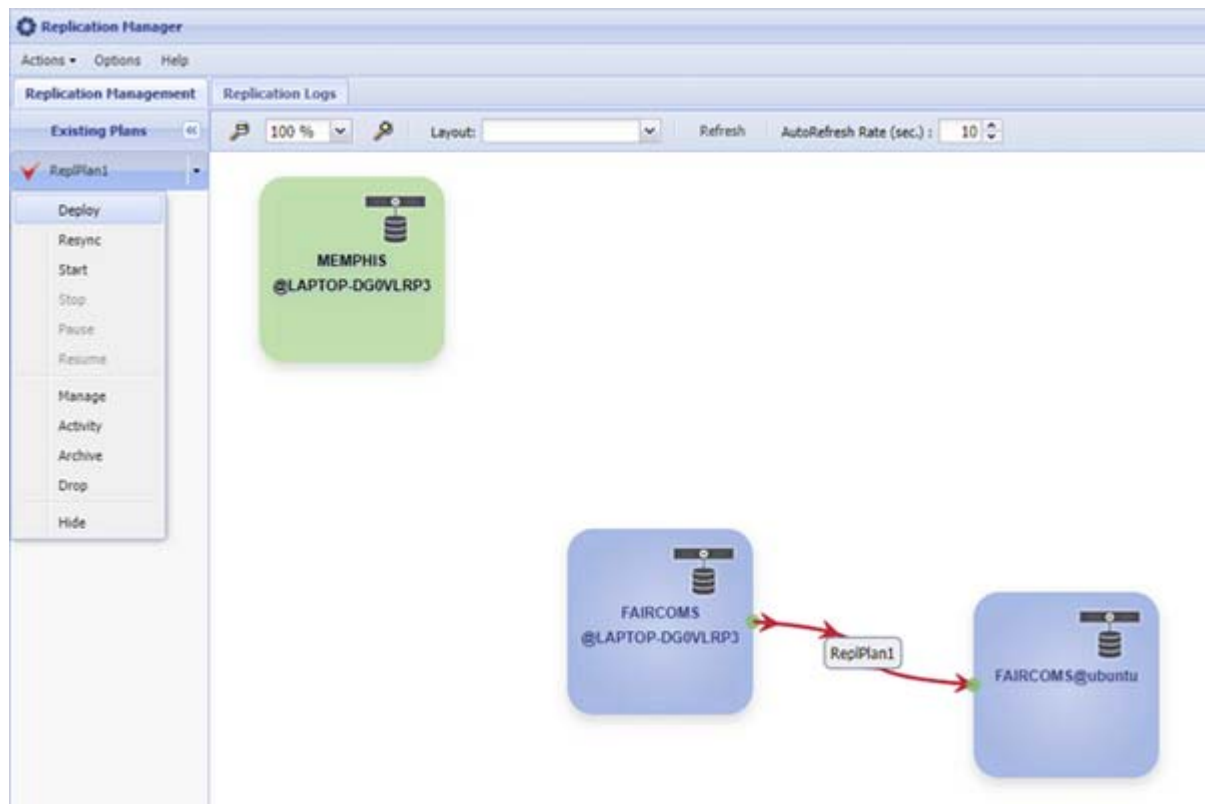 Replication Manager
Actions Options Help
Replication Management Replication Logs
Existing Plans 100 % Layout: Refresh AutoRefresh Rate (sec.) : 10
ReplPlan1
Deploy
Resync
Start
Stop
Pause
Resume
Manage
Activity
Archive
Drop
Hide
MEMPHIS
@LAPTOP-DG0VLRP3
FAIRCOMS
@LAPTOP-DG0VLRP3
ReplPlan1
FAIRCOMS@ubuntu